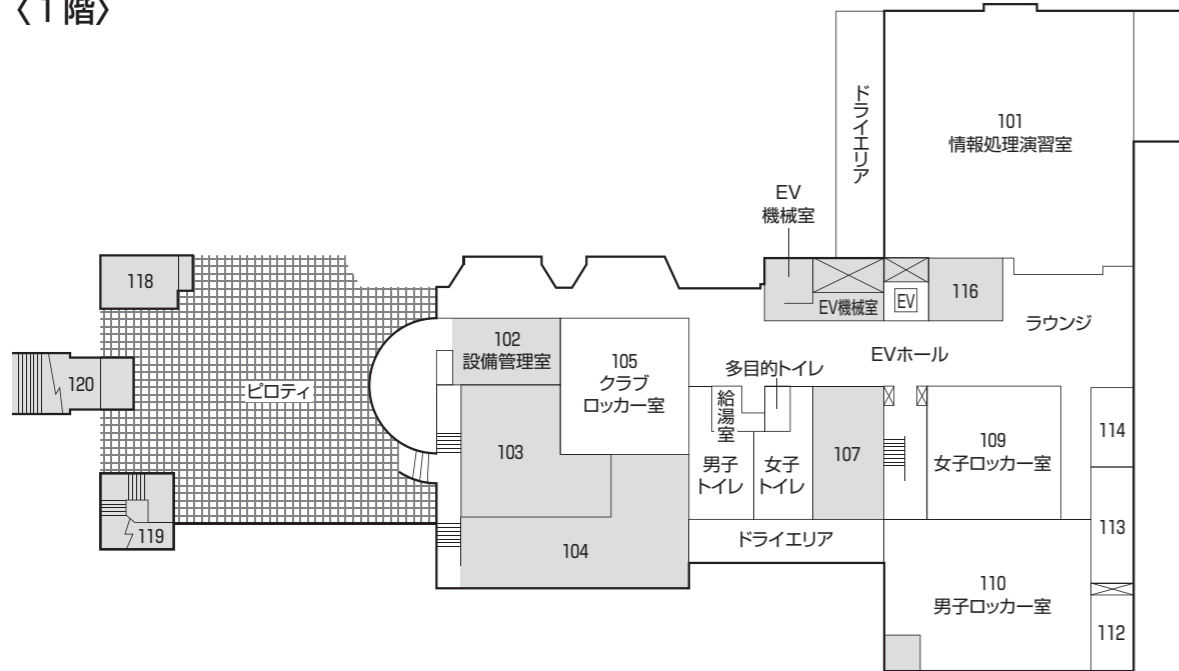 〈1階〉
ドライエリア
101
情報処理演習室
EV
機械室
118
EV機械室
EV
116
ラウンジ
102
設備管理室
105
クラブ
ロッカー室
EVホール
多目的トイレ
120
ピロティ
給湯室
103
男子
トイレ
女子
トイレ
107
109
女子ロッカー室
114
119
104
ドライエリア
113
110
男子ロッカー室
112